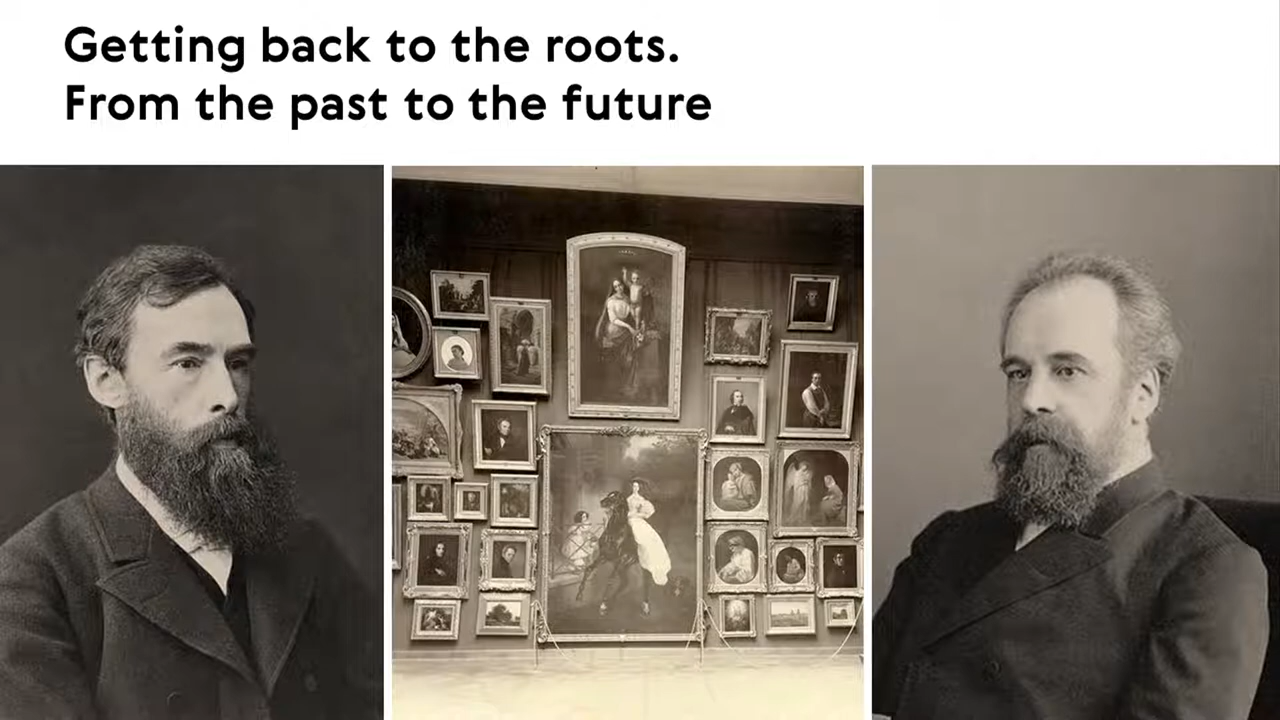 Getting back to the roots.
From the past to the future